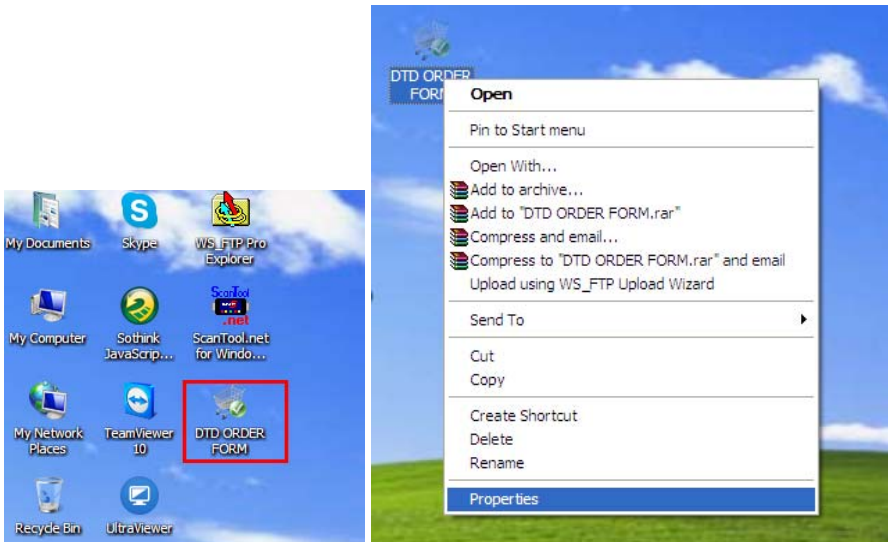 My Documents
Skype
WS_FTP Pro
Explorer
My Computer
Sothink
JavaScrip...
ScanTool
.net
ScanTool.net
for Windo...
My Network
Places
TeamViewer
10
DTD ORDER
FORM
Recycle Bin
UltraViewer
DTD ORDER
FORM
Open
Pin to Start menu
Open With...
Add to archive...
Add to "DTD ORDER FORM.rar"
Compress and email...
Compress to "DTD ORDER FORM.rar" and email
Upload using WS_FTP Upload Wizard
Send To
Cut
Copy
Create Shortcut
Delete
Rename
Properties